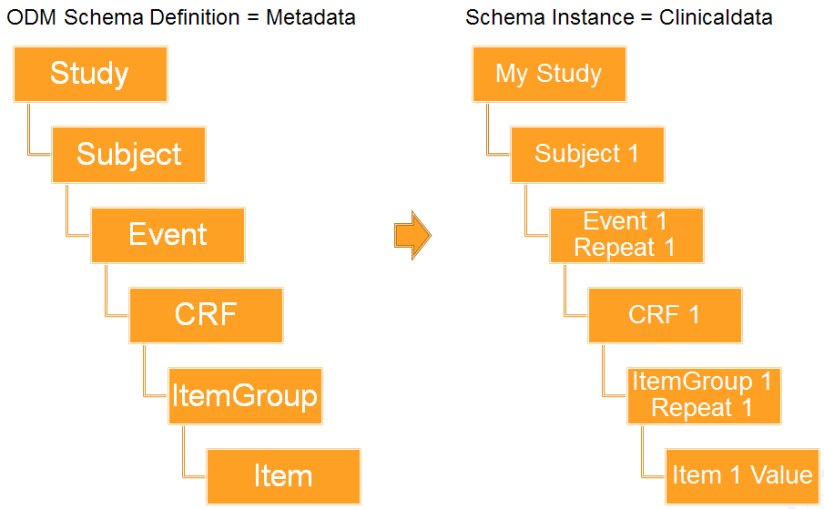 ODM Schema Definition = Metadata
Schema Instance = Clinicaldata
Study
Subject
Event
CRF
ItemGroup
Item
My Study
Subject 1
Event 1
Repeat 1
CRF 1
ItemGroup 1
Repeat 1
Item 1 Value